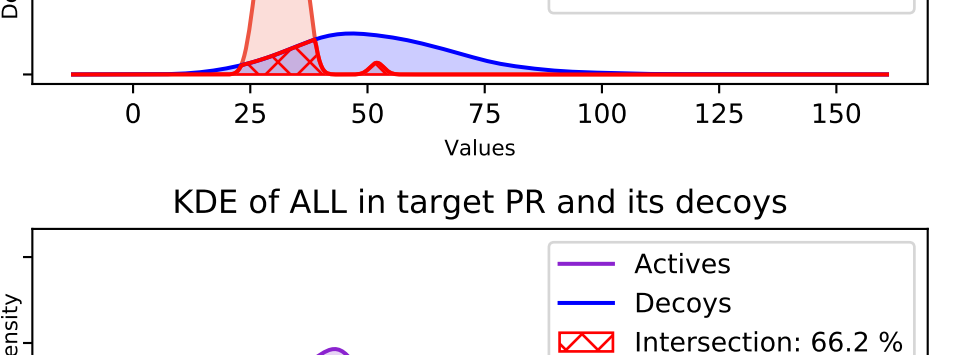 0 25 50 75 100 125 150
Values
KDE of ALL in target PR and its decoys
Actives
Decoys
Intersection: 66.2 %